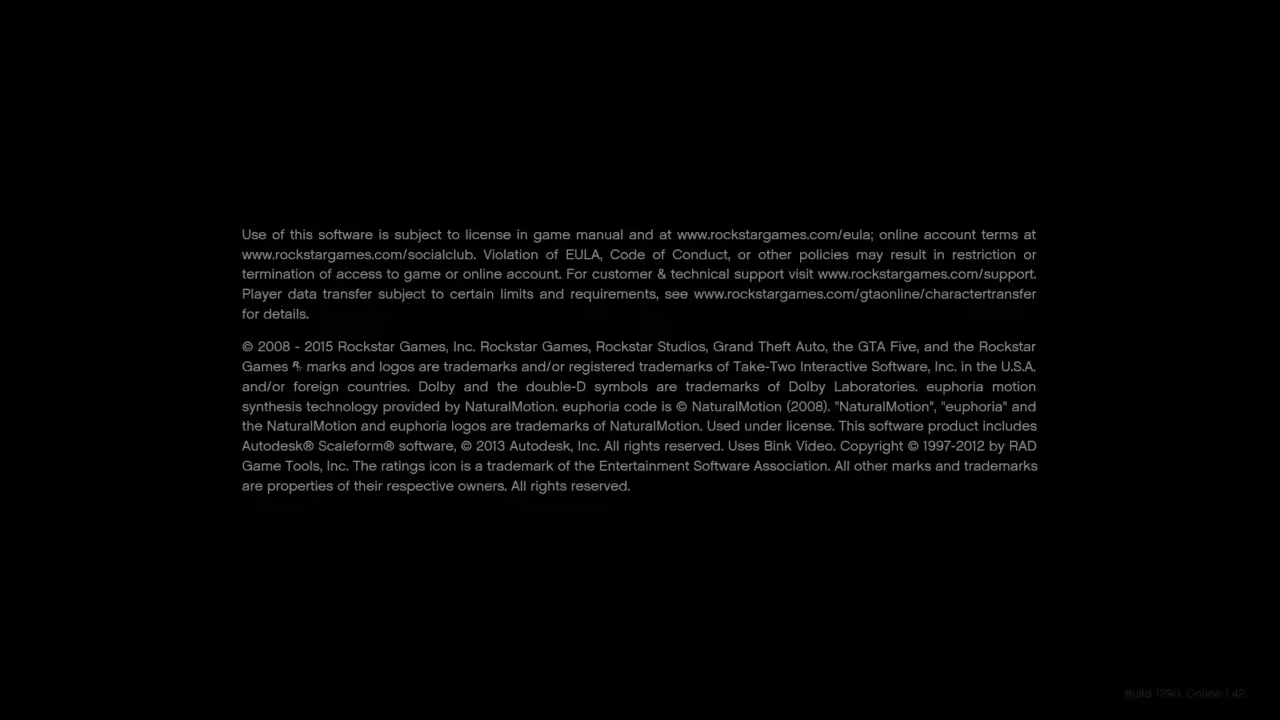 Use of this software is subject to license in game manual and at www.rockstargames.com/eula; online account terms at
www.rockstargames.com/socialclub. Violation of EULA, Code of Conduct, or other policies may result in restriction or
termination of access to game or online account. For customer & technical support visit www.rockstargames.com/support.
Player data transfer subject to certain limits and requirements, see www.rockstargames.com/gtaonline/charactertransfer
for details.
© 2008 - 2015 Rockstar Games, Inc. Rockstar Games, Rockstar Studios, Grand Theft Auto, the GTA Five, and the Rockstar
Games R* marks and logos are trademarks and/or registered trademarks of Take-Two Interactive Software, Inc. in the U.S.A.
and/or foreign countries. Dolby and the double-D symbols are trademarks of Dolby Laboratories. euphoria motion
synthesis technology provided by NaturalMotion. euphoria code is © NaturalMotion (2008). "NaturalMotion", "euphoria" and
the NaturalMotion and euphoria logos are trademarks of NaturalMotion. Used under license. This software product includes
Autodesk® Scaleform® software, © 2013 Autodesk, Inc. All rights reserved. Uses Bink Video. Copyright © 1997-2012 by RAD
Game Tools, Inc. The ratings icon is a trademark of the Entertainment Software Association. All other marks and trademarks
are properties of their respective owners. All rights reserved.
Build 1290, Online 1.42